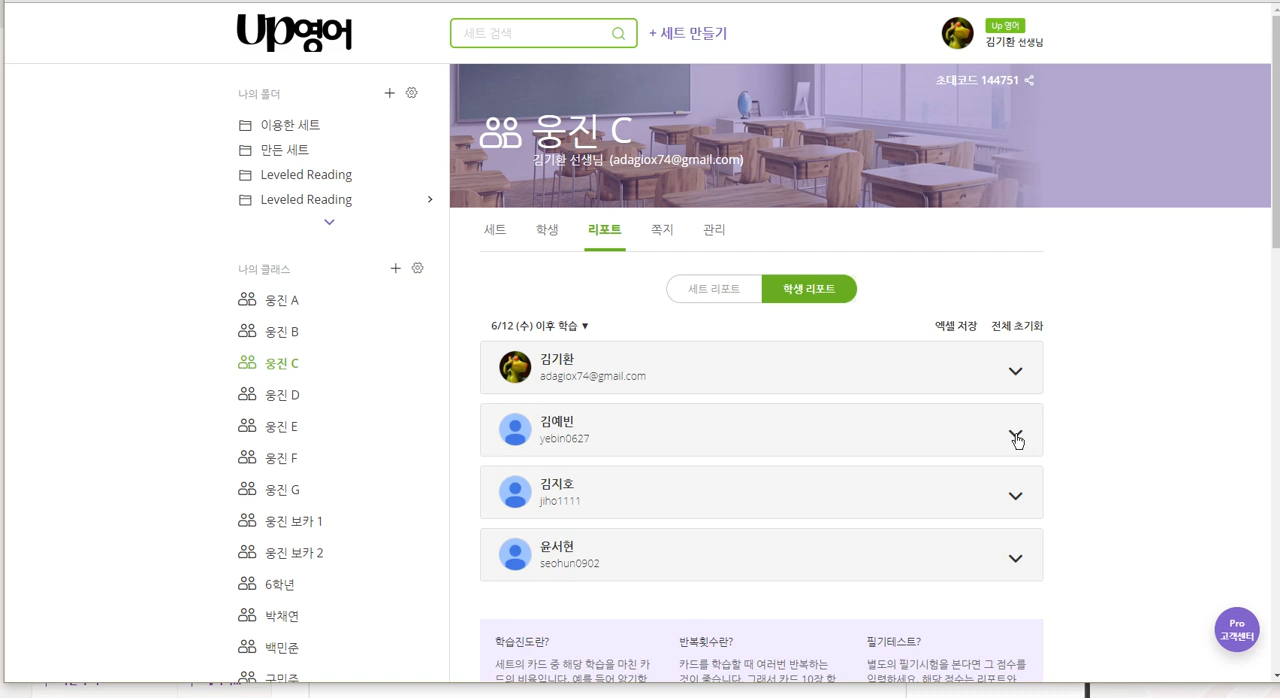 Up영어
세트 검색
+ 세트 만들기
Up 영어
김기환 선생님
나의 폴더
이용한 세트
만든 세트
Leveled Reading
Leveled Reading
나의 클래스
웅진 A
웅진 B
웅진 C
웅진 D
웅진 E
웅진 F
웅진 G
웅진 보카 1
웅진 보카 2
6학년
박채연
백민준
초대코드 144751
웅진 C
김기환 선생님 (adagiox74@gmail.com)
세트 학생 리포트 쪽지 관리
세트 리포트 학생 리포트
6/12 (수) 이후 학습 ▼ 엑셀 저장 전체 초기화
김기환
adagiox74@gmail.com
김예빈
yebin0627
김지호
jiho1111
윤서현
seohun0902
학습진도란? 반복횟수란? 필기테스트?
세트의 카드 중 해당 학습을 마친 카 카드를 학습할 때 여러번 반복하는 별도의 필기시험을 본다면 그 점수를
드의 비율입니다. 예를 들어 암기학 것이 좋습니다. 그래서 카드 10장 학 입력하세요. 해당 점수는 리포트와
Pro
고객센터